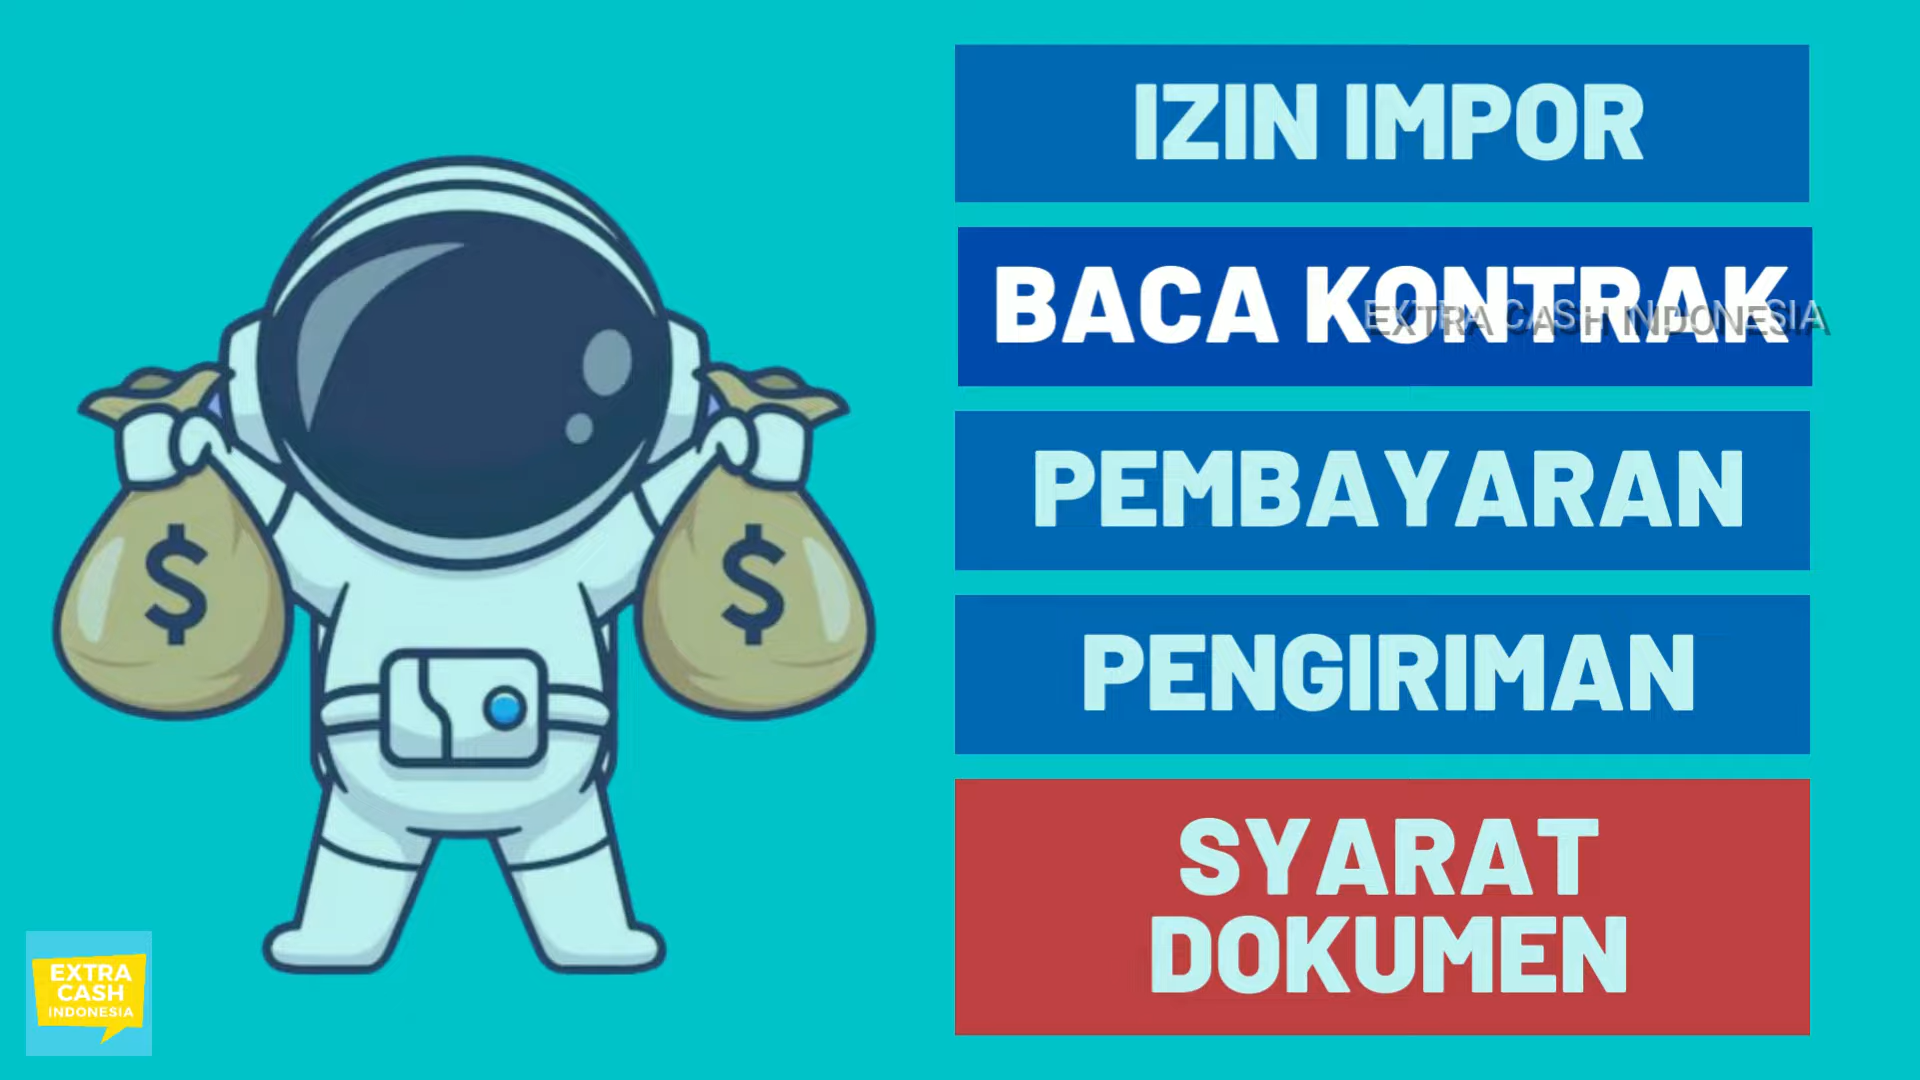 IZIN IMPOR
BACA KONTRAK
EXTRA CASH INDONESIA
PEMBAYARAN
PENGIRIMAN
SYARAT
DOKUMEN
$
$
EXTRA
CASH
INDONESIA